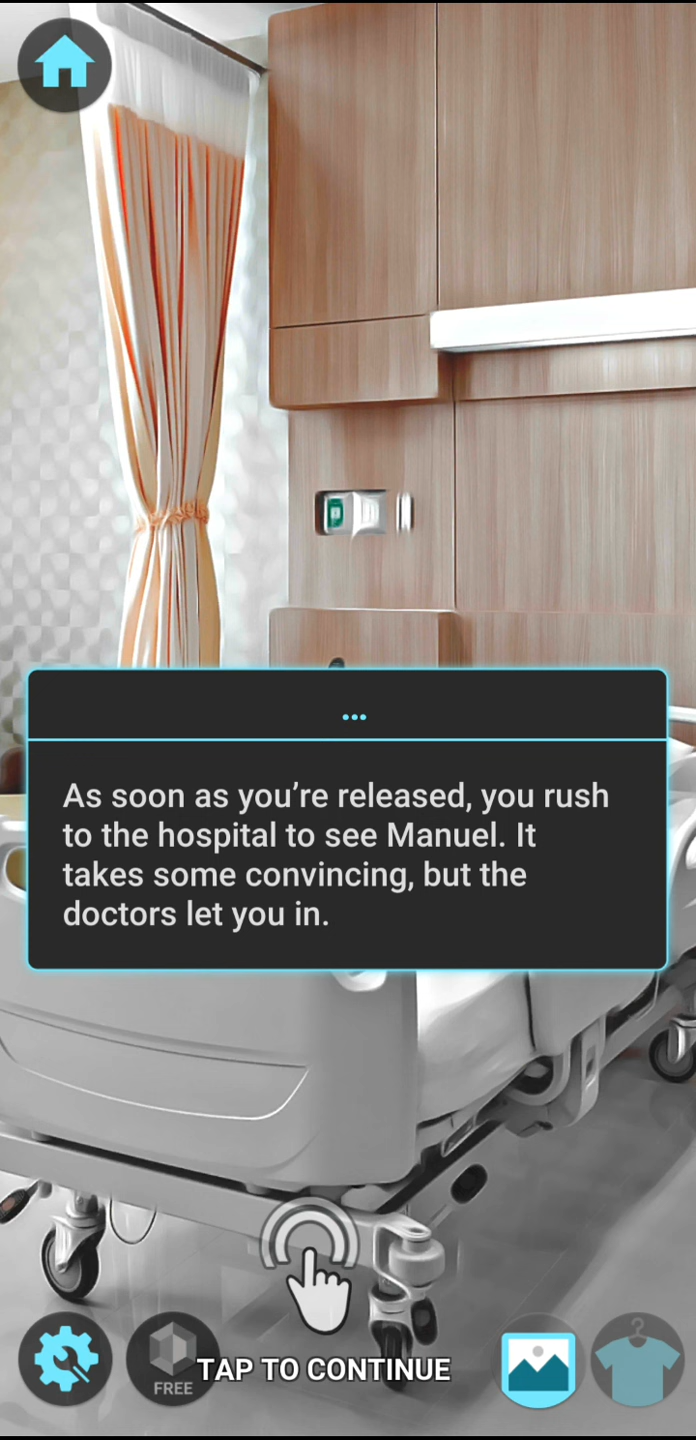 ...
As soon as you’re released, you rush
to the hospital to see Manuel. It
takes some convincing, but the
doctors let you in.
FREE
TAP TO CONTINUE